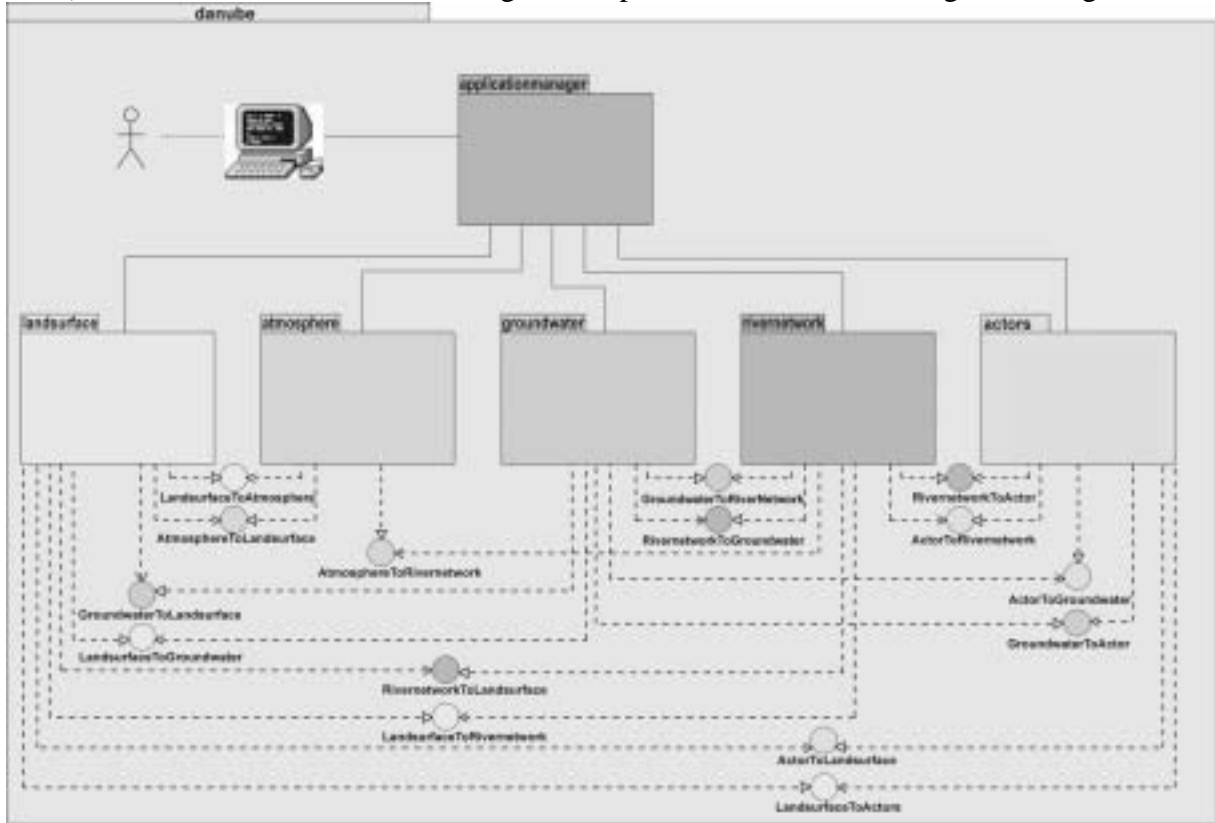 danube
applicationmanager
landsurface
atmosphere
groundwater
rivernetwork
actors
LandsurfaceToAtmosphere
GroundwaterToRiverNetwork
RivernetworkToActor
AtmosphereToLandsurface
RivernetworkToGroundwater
ActorToRivernetwork
AtmosphereToRivernetwork
ActorToGroundwater
GroundwaterToLandsurface
GroundwaterToActor
LandsurfaceToGroundwater
RivernetworkToLandsurface
LandsurfaceToRivernetwork
ActorToLandsurface
LandsurfaceToActors